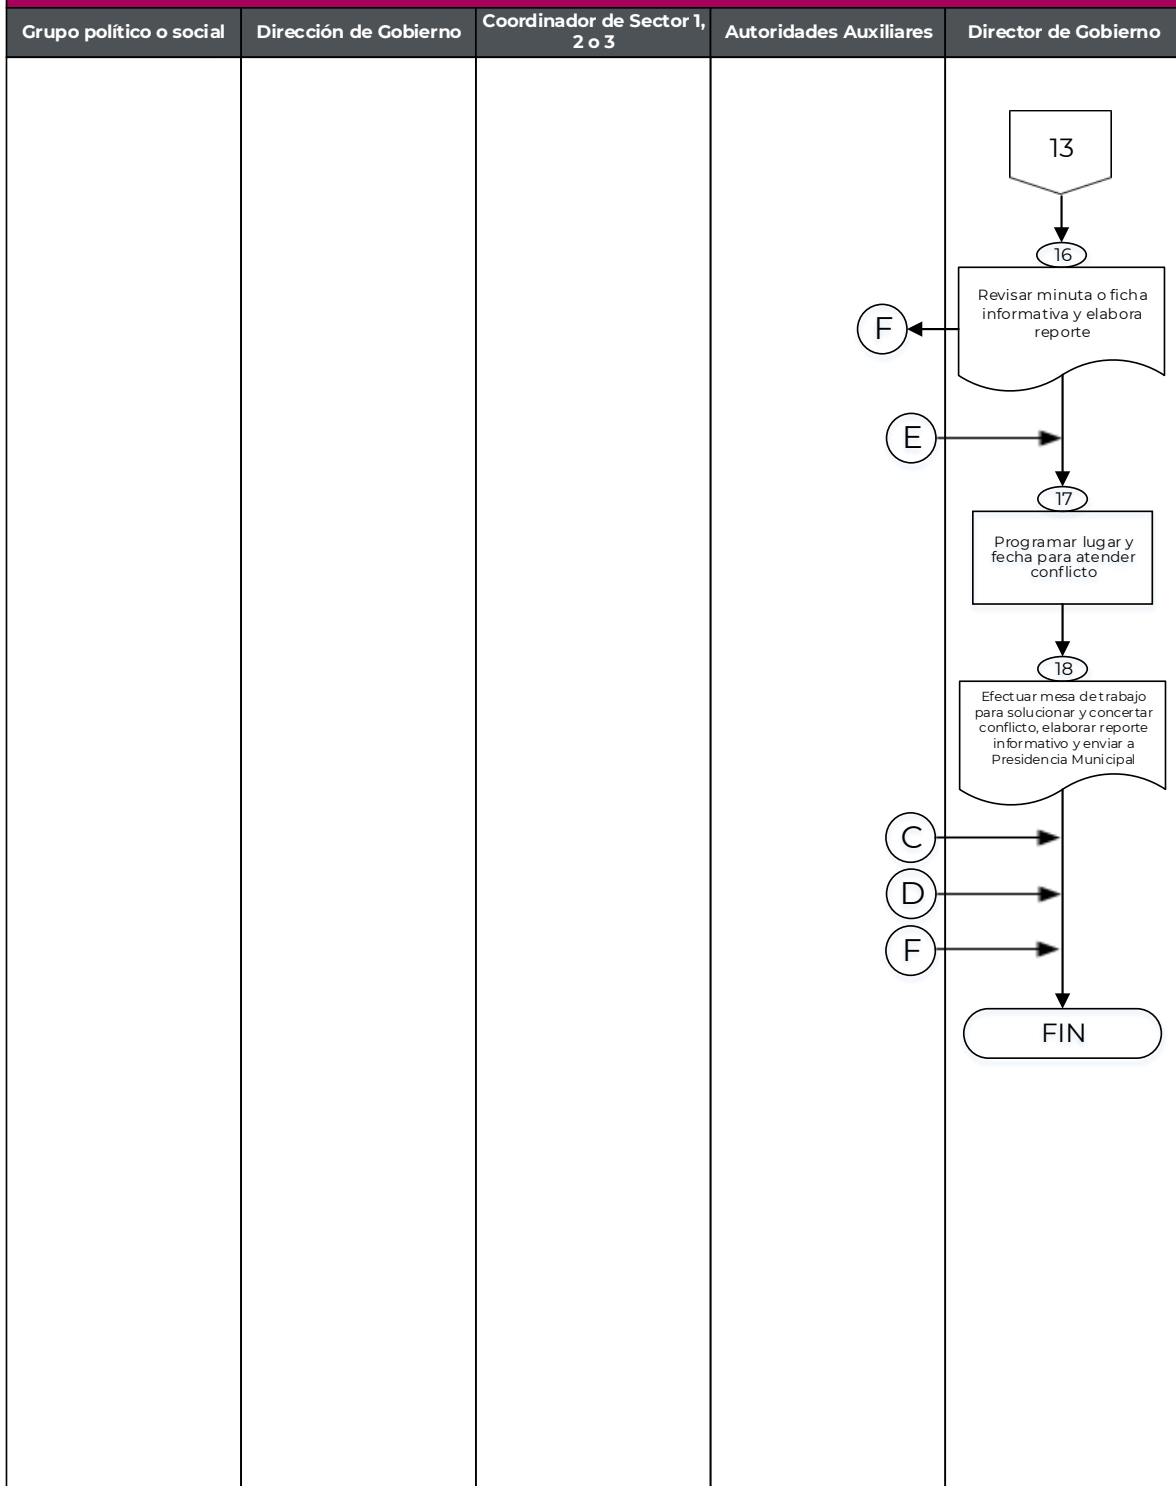 Grupo político o social
Dirección de Gobierno
Coordinador de Sector 1,
2 o 3
Autoridades Auxiliares
Director de Gobierno
13
16
Revisar minuta o ficha
informativa y elabora
reporte
F
E
17
Programar lugar y
fecha para atender
conflicto
18
Efectuar mesa de trabajo
para solucionar y concertar
conflicto, elaborar reporte
informativo y enviar a
Presidencia Municipal
C
D
F
FIN